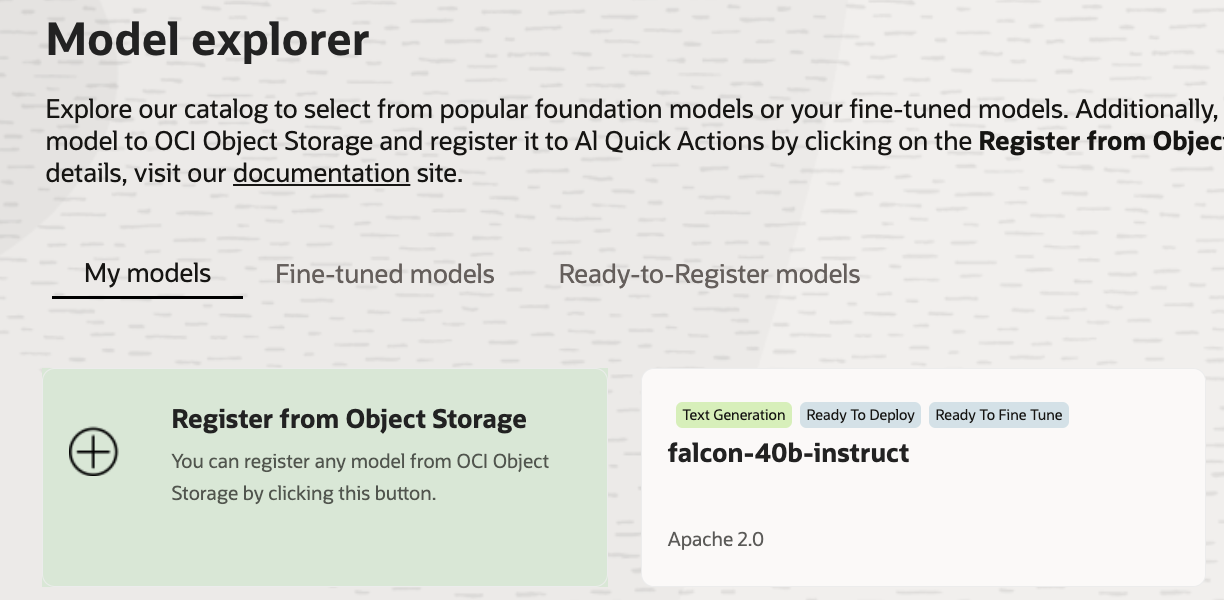 Model explorer
Explore our catalog to select from popular foundation models or your fine-tuned models. Additionally,
model to OCI Object Storage and register it to AI Quick Actions by clicking on the Register from Object
details, visit our documentation site.
My models
Fine-tuned models
Ready-to-Register models
Register from Object Storage
You can register any model from OCI Object
Storage by clicking this button.
Text Generation
Ready To Deploy
Ready To Fine Tune
falcon-40b-instruct
Apache 2.0